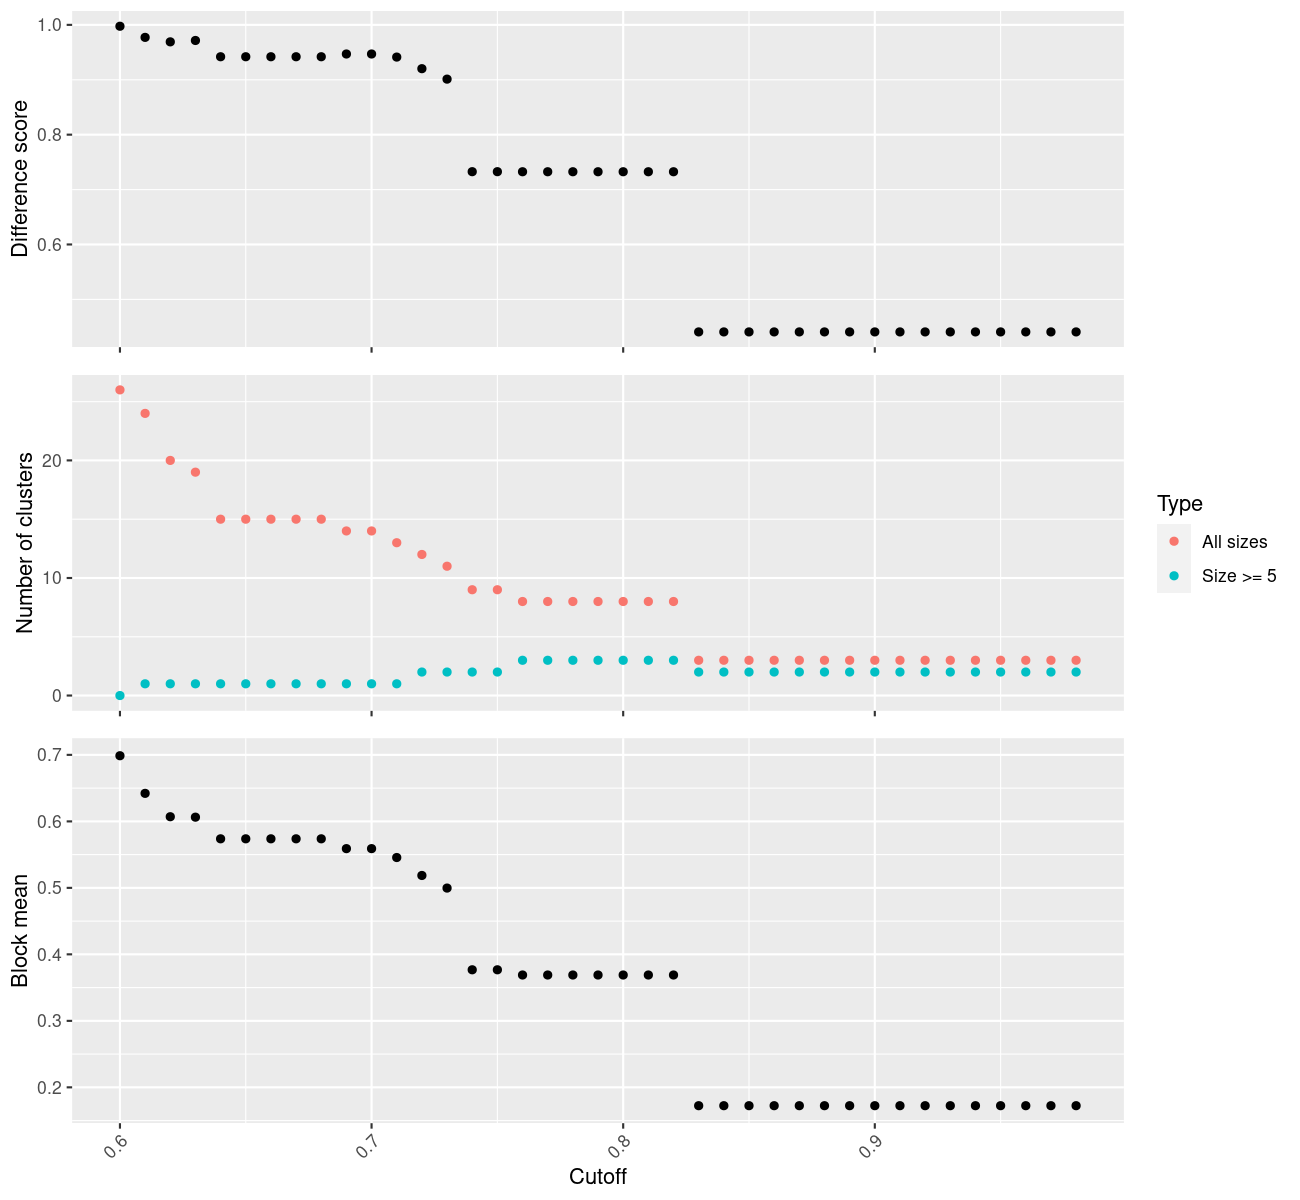 Difference score
1.0
0.8
0.6
Number of clusters
20
10
0
Type
All sizes
Size >= 5
Block mean
0.7
0.6
0.5
0.4
0.3
0.2
0.6
0.7
0.8
0.9
Cutoff